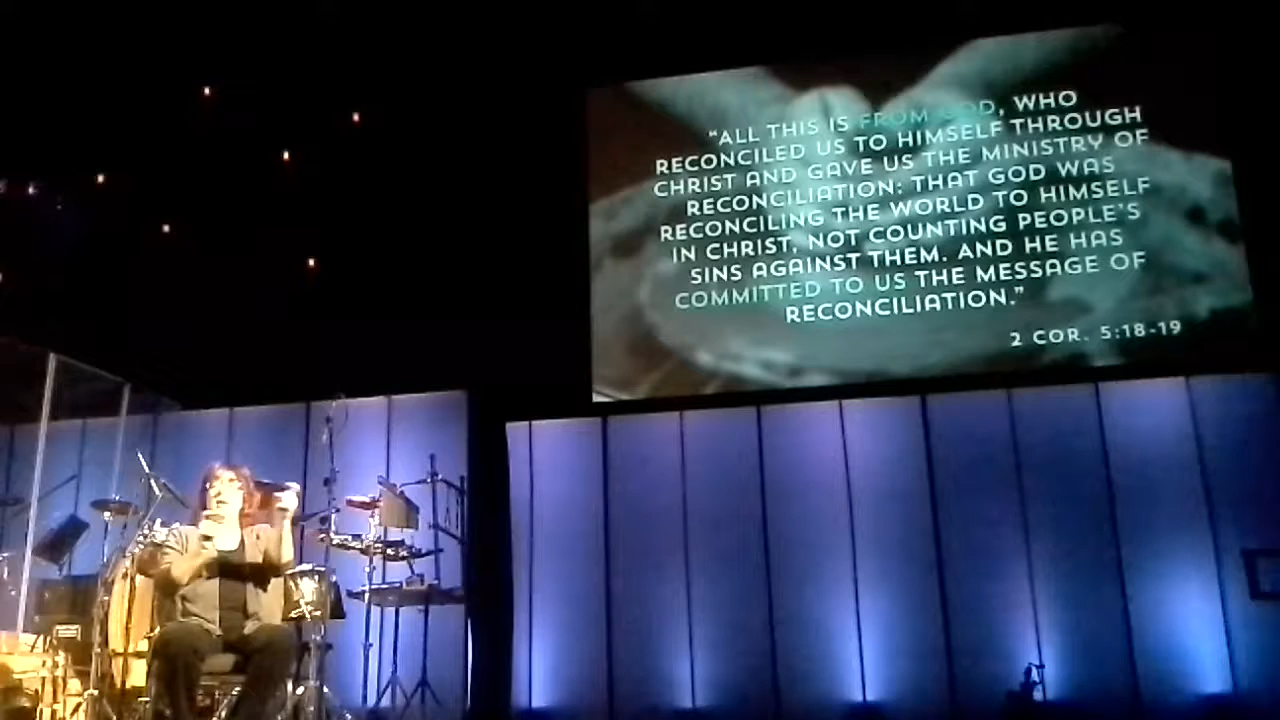 "ALL THIS IS FROM GOD, WHO
RECONCILED US TO HIMSELF THROUGH
CHRIST AND GAVE US THE MINISTRY OF
RECONCILIATION: THAT GOD WAS
RECONCILING THE WORLD TO HIMSELF
IN CHRIST, NOT COUNTING PEOPLE'S
SINS AGAINST THEM. AND HE HAS
COMMITTED TO US THE MESSAGE OF
RECONCILIATION."
2 COR. 5:18-19